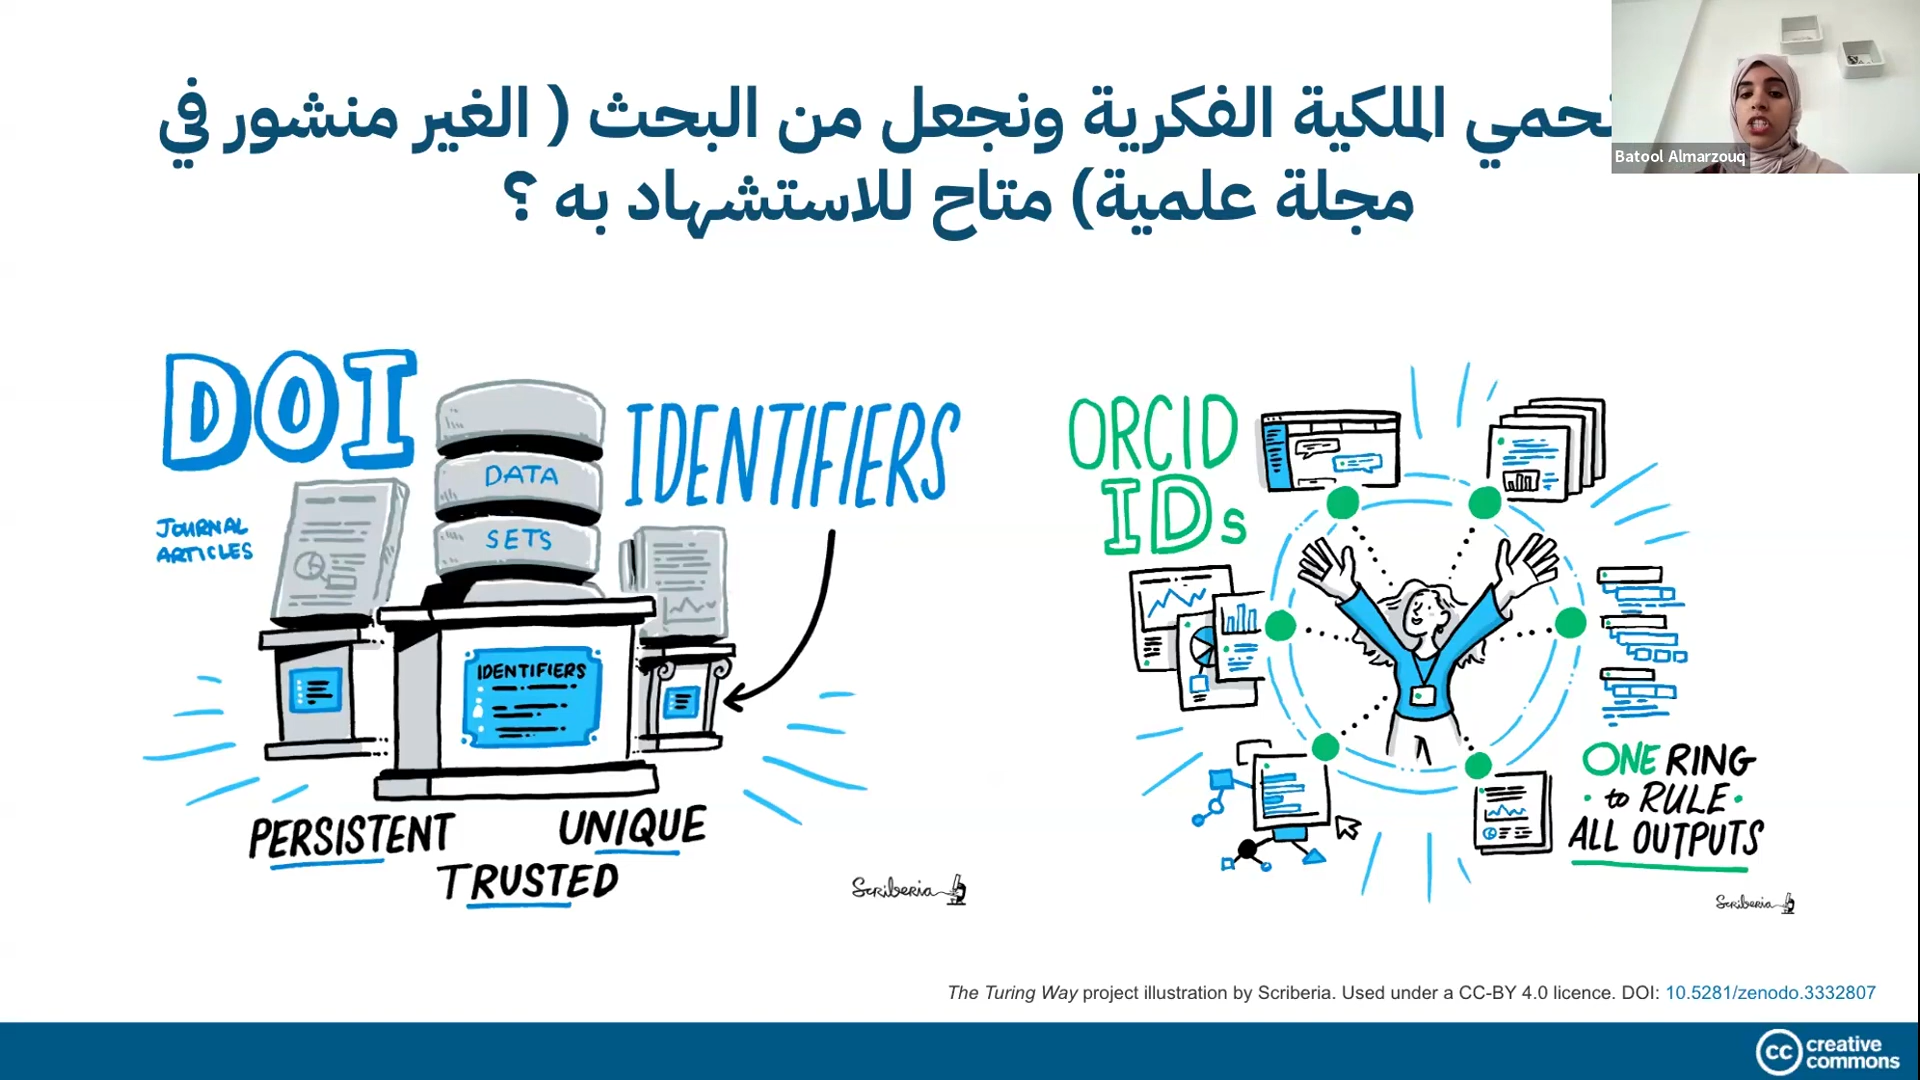 نحمي الملكية الفكرية ونجعل من البحث ( الغير منشور في
مجلة علمية) متاح للاستشهاد به ؟
Batool Almarzouq
DOI
IDENTIFIERS
DATA
SETS
JOURNAL
ARTICLES
IDENTIFIERS
PERSISTENT
UNIQUE
TRUSTED
Scriberia
ORCID
IDs
ONE RING
to RULE
ALL OUTPUTS
Scriberia
The Turing Way project illustration by Scriberia. Used under a CC-BY 4.0 licence. DOI: 10.5281/zenodo.3332807
cc creative
commons